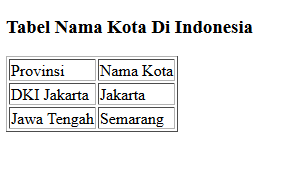 Tabel Nama Kota Di Indonesia
Provinsi Nama Kota
DKI Jakarta Jakarta
Jawa Tengah Semarang